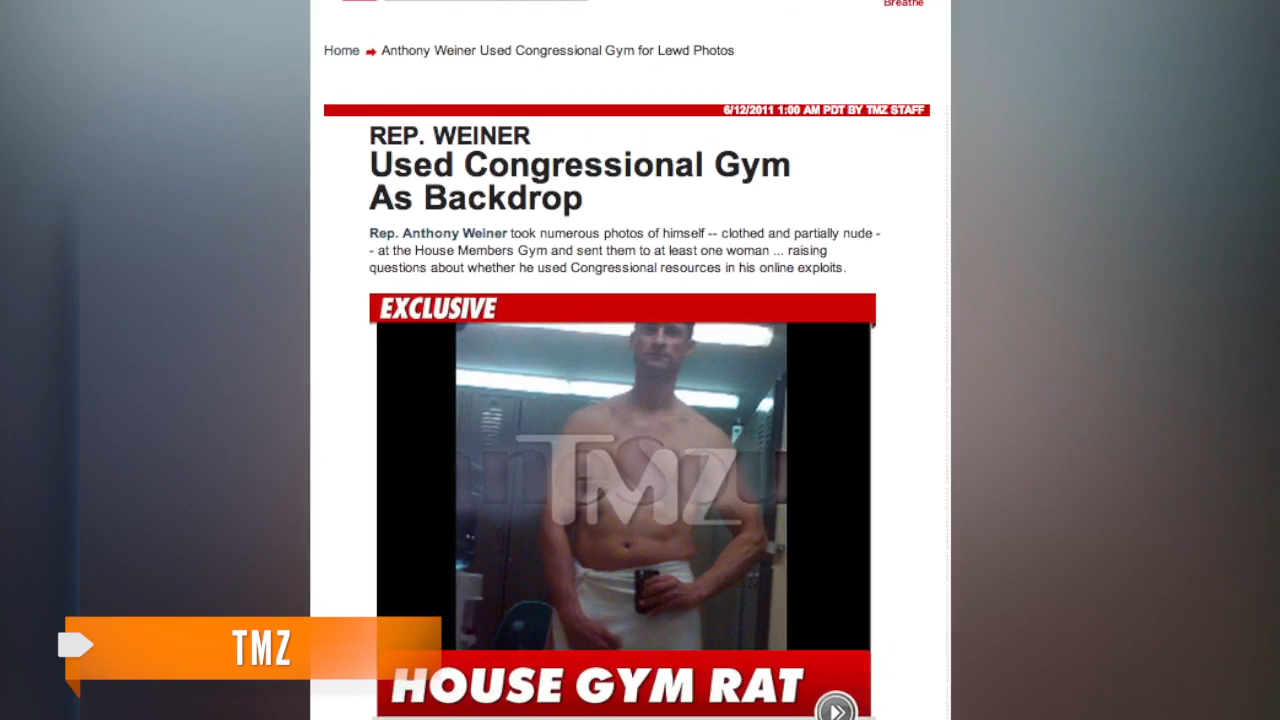 Breathe
Home Anthony Weiner Used Congressional Gym for Lewd Photos
6/12/2011 1:00 AM PDT BY TMZ STAFF
REP. WEINER
Used Congressional Gym
As Backdrop
Rep. Anthony Weiner took numerous photos of himself -- clothed and partially nude -
- at the House Members Gym and sent them to at least one woman ... raising
questions about whether he used Congressional resources in his online exploits.
EXCLUSIVE
TMZ
TMZ
HOUSE GYM RAT